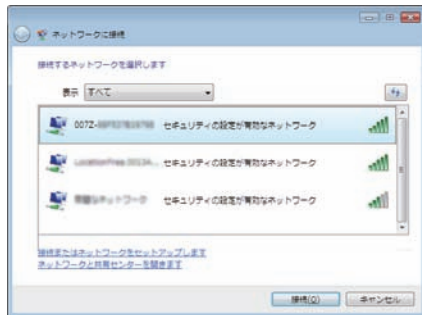 ネットワークに接続
接続するネットワークを選択します
表示 すべて
007Z- セキュリティの設定が有効なネットワーク
セキュリティの設定が有効なネットワーク
セキュリティの設定が有効なネットワーク
接続またはネットワークをセットアップします
ネットワークと共有センターを開きます
接続(O) キャンセル